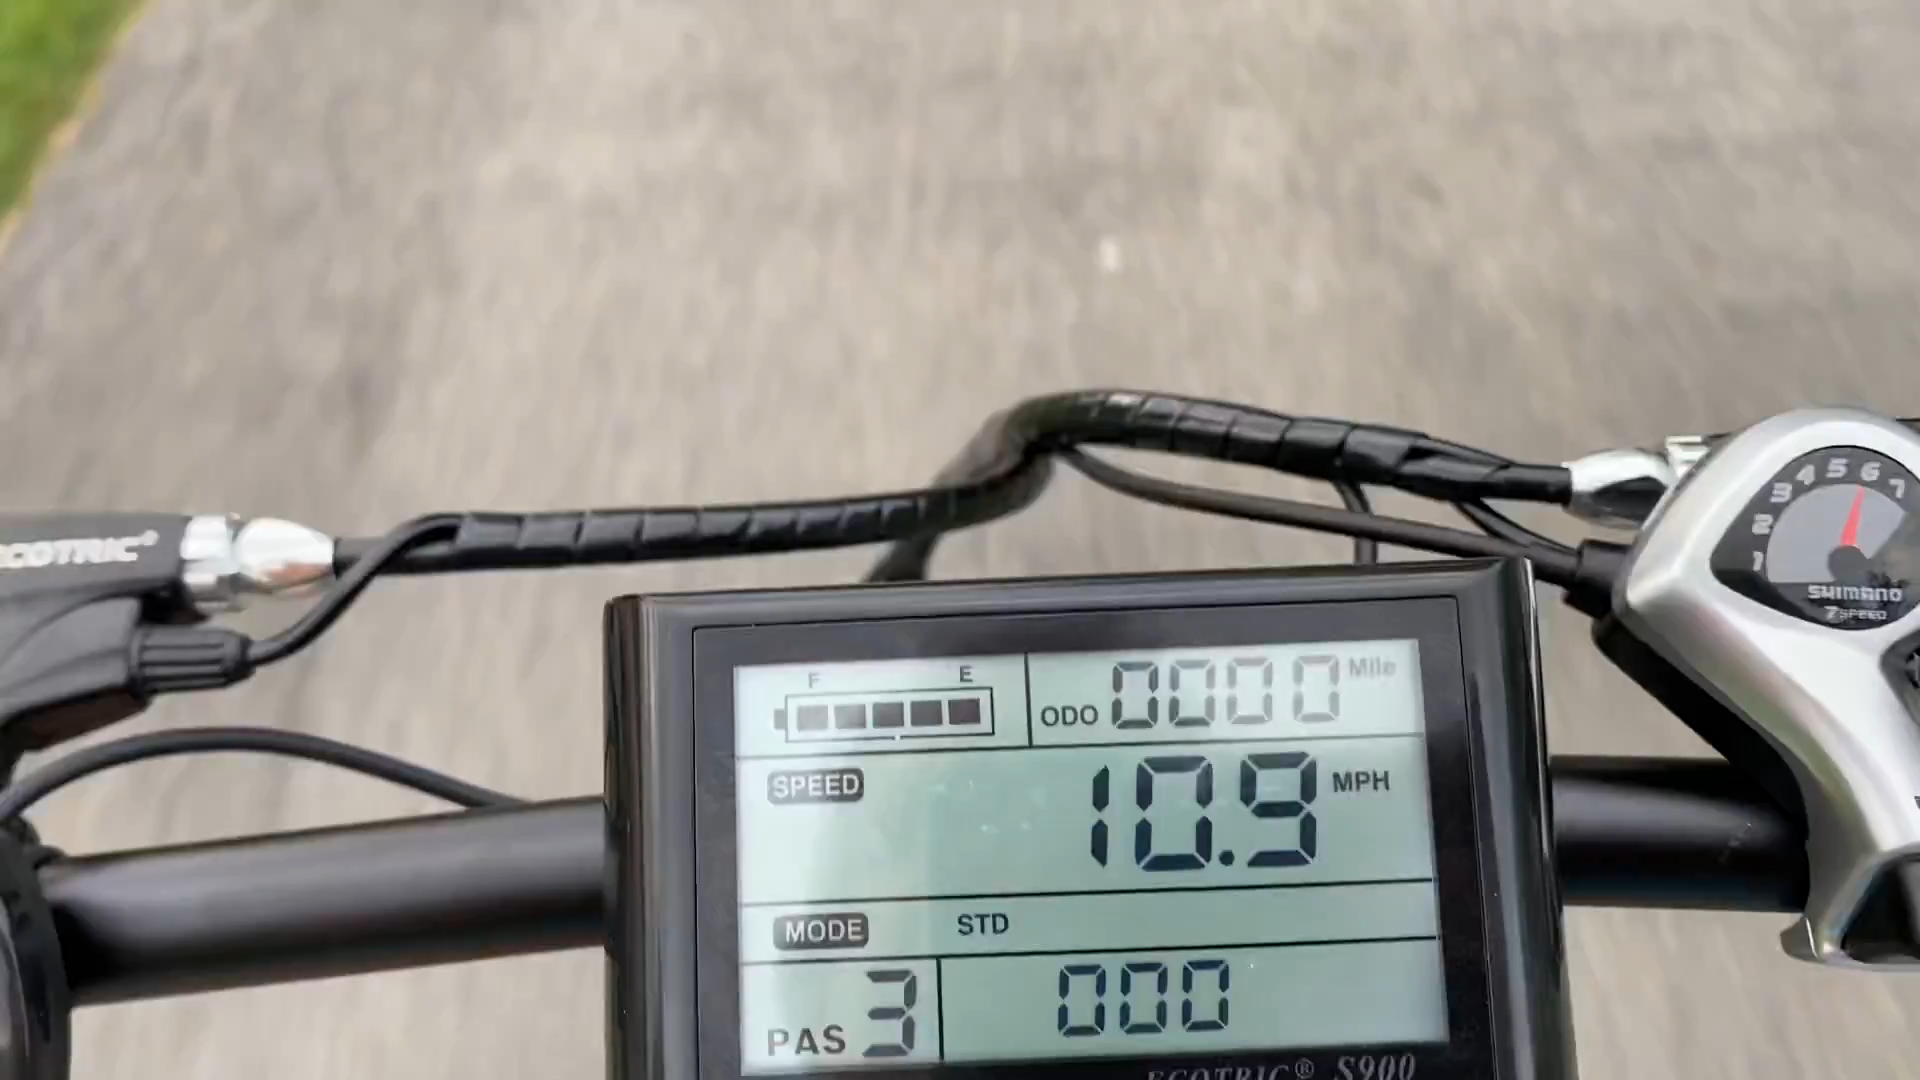 ECOTRIC®
1 2 3 4 5 6 7
SHIMANO
7 SPEED
F E
ODO 0000 Mile
SPEED 10.9 MPH
MODE STD
PAS 3 000
ECOTRIC® S900